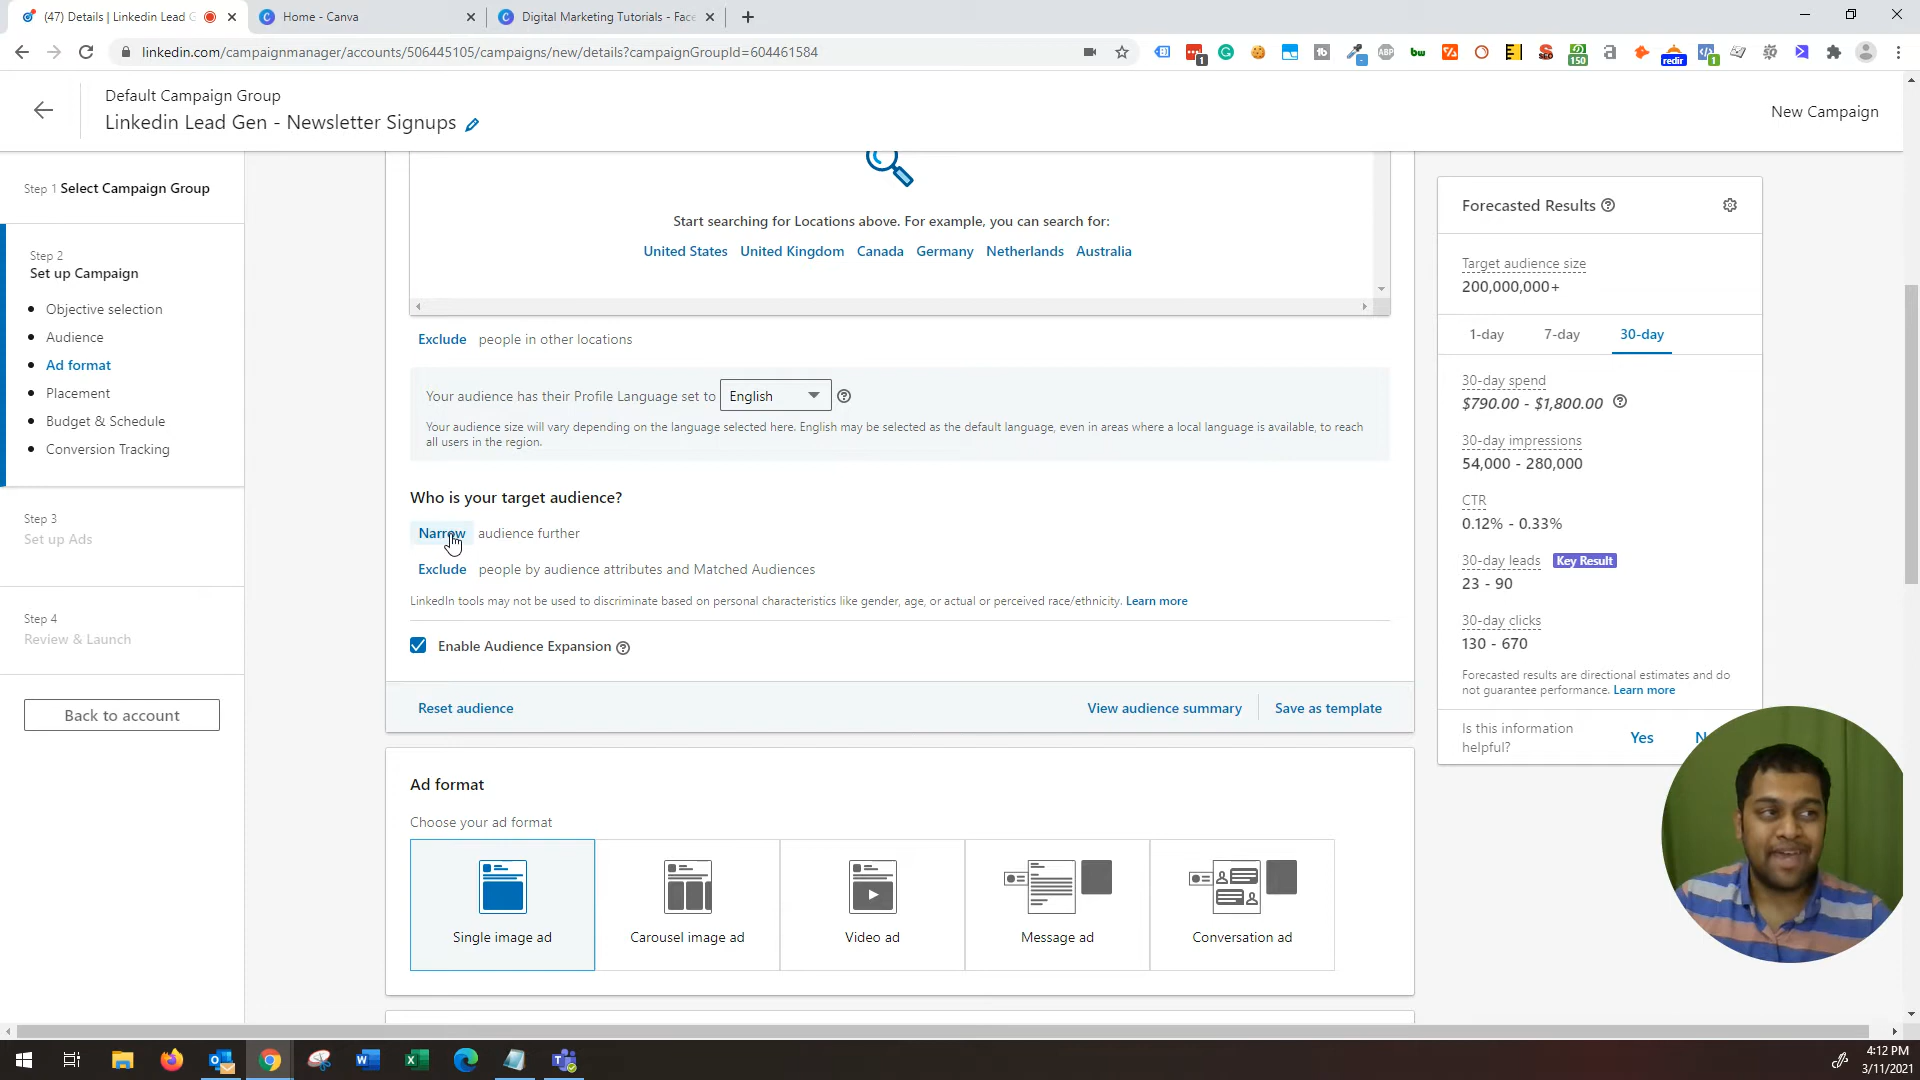 (47) Details | Linkedin Lead G
Home - Canva
Digital Marketing Tutorials - Fac
linkedin.com/campaignmanager/accounts/506445105/campaigns/new/details?campaignGroupId=604461584
Default Campaign Group
Linkedin Lead Gen - Newsletter Signups
New Campaign
Step 1 Select Campaign Group
Step 2
Set up Campaign
Objective selection
Audience
Ad format
Placement
Budget & Schedule
Conversion Tracking
Step 3
Set up Ads
Step 4
Review & Launch
Back to account
Start searching for Locations above. For example, you can search for:
United States United Kingdom Canada Germany Netherlands Australia
Exclude people in other locations
Your audience has their Profile Language set to English
Your audience size will vary depending on the language selected here. English may be selected as the default language, even in areas where a local language is available, to reach
all users in the region.
Who is your target audience?
Narrow audience further
Exclude people by audience attributes and Matched Audiences
LinkedIn tools may not be used to discriminate based on personal characteristics like gender, age, or actual or perceived race/ethnicity. Learn more
Enable Audience Expansion
Reset audience
View audience summary
Save as template
Ad format
Choose your ad format
Single image ad
Carousel image ad
Video ad
Message ad
Conversation ad
Forecasted Results
Target audience size
200,000,000+
1-day 7-day 30-day
30-day spend
$790.00 - $1,800.00
30-day impressions
54,000 - 280,000
CTR
0.12% - 0.33%
30-day leads Key Result
23 - 90
30-day clicks
130 - 670
Forecasted results are directional estimates and do
not guarantee performance. Learn more
Is this information
helpful?
Yes
4:12 PM
3/11/2021